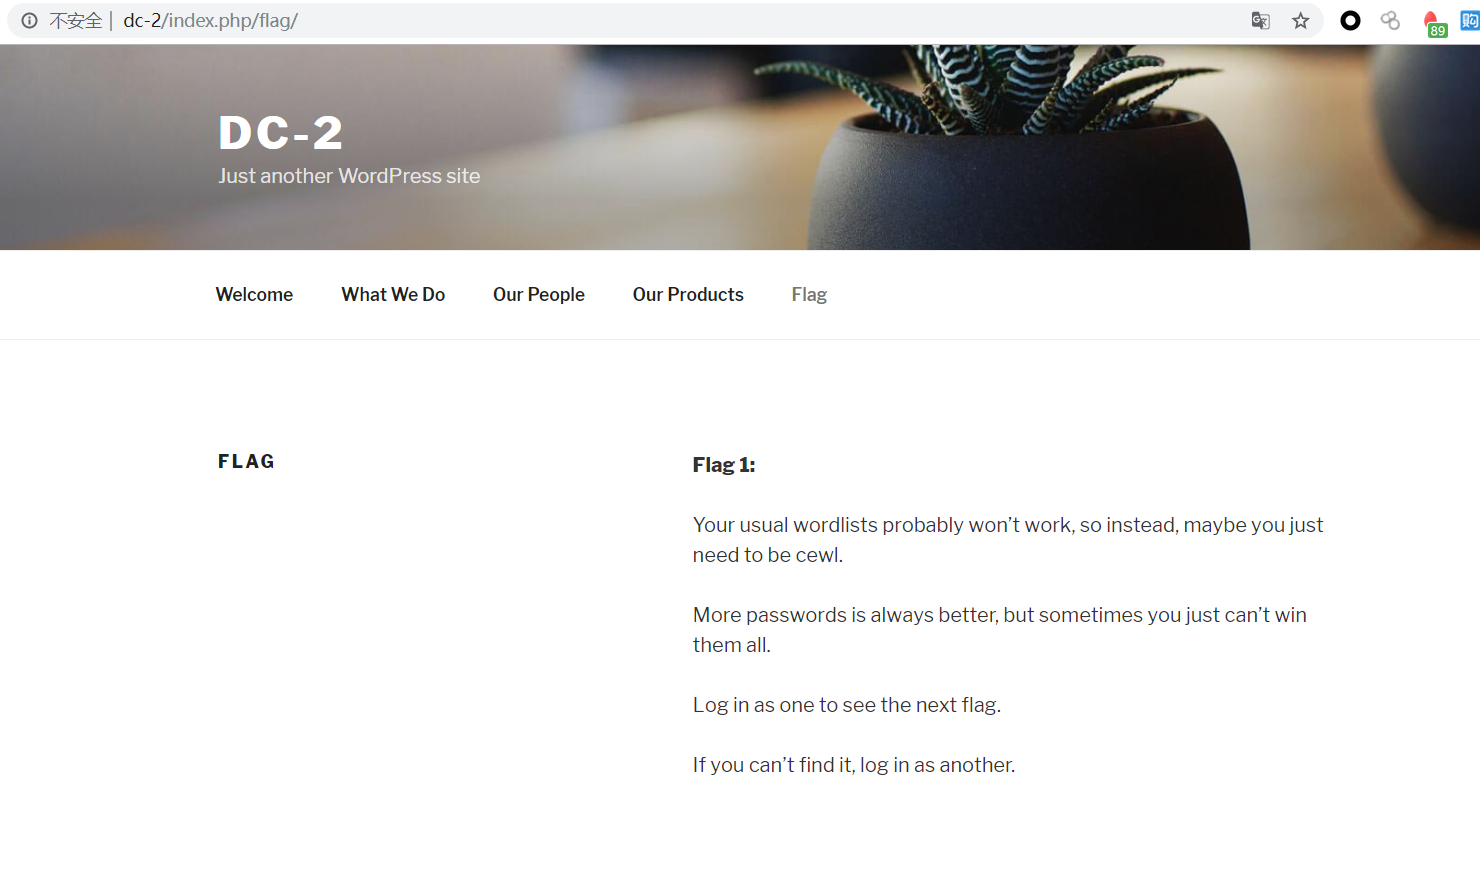 不安全 | dc-2/index.php/flag/
89
购
DC-2
Just another WordPress site
Welcome What We Do Our People Our Products Flag
FLAG
Flag 1:
Your usual wordlists probably won’t work, so instead, maybe you just
need to be cewl.
More passwords is always better, but sometimes you just can’t win
them all.
Log in as one to see the next flag.
If you can’t find it, log in as another.